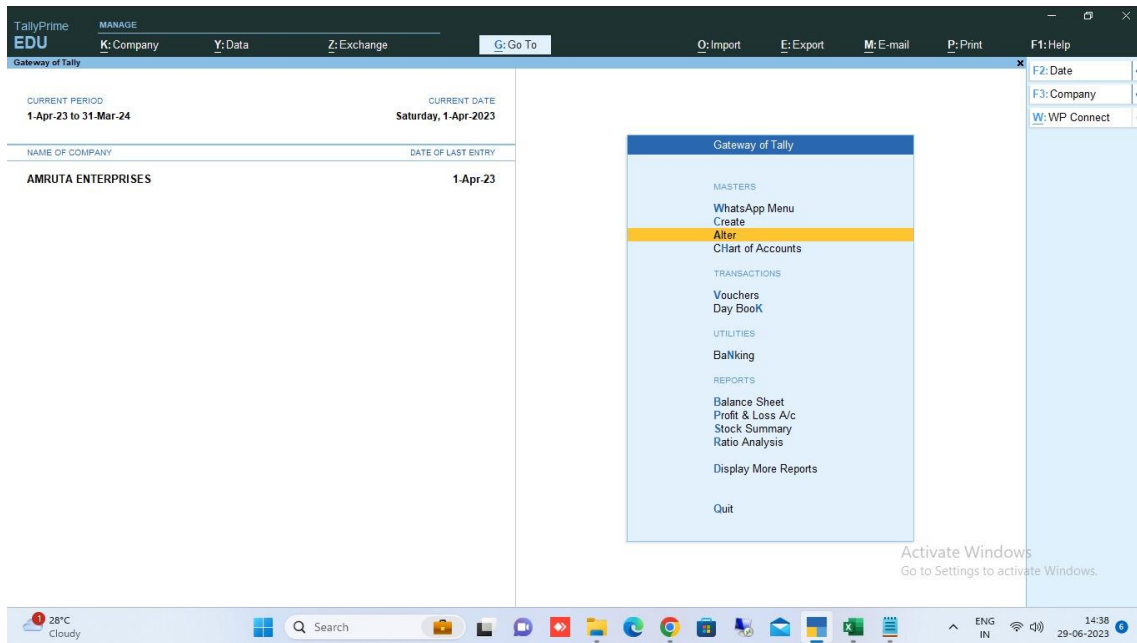 TallyPrime
EDU
MANAGE
K: Company
Y: Data
Z: Exchange
G: Go To
O: Import
E: Export
M: E-mail
P: Print
F1: Help
Gateway of Tally
CURRENT PERIOD
CURRENT DATE
1-Apr-23 to 31-Mar-24
Saturday, 1-Apr-2023
NAME OF COMPANY
DATE OF LAST ENTRY
AMRUTA ENTERPRISES
1-Apr-23
Gateway of Tally
MASTERS
WhatsApp Menu
Create
Alter
CHart of Accounts
TRANSACTIONS
Vouchers
Day BooK
UTILITIES
BaNking
REPORTS
Balance Sheet
Profit & Loss A/c
Stock Summary
Ratio Analysis
Display More Reports
Quit
F2: Date
F3: Company
W: WP Connect
Activate Windows
Go to Settings to activate Windows.
1
28°C
Cloudy
Search
ENG
IN
14:38
29-06-2023
6